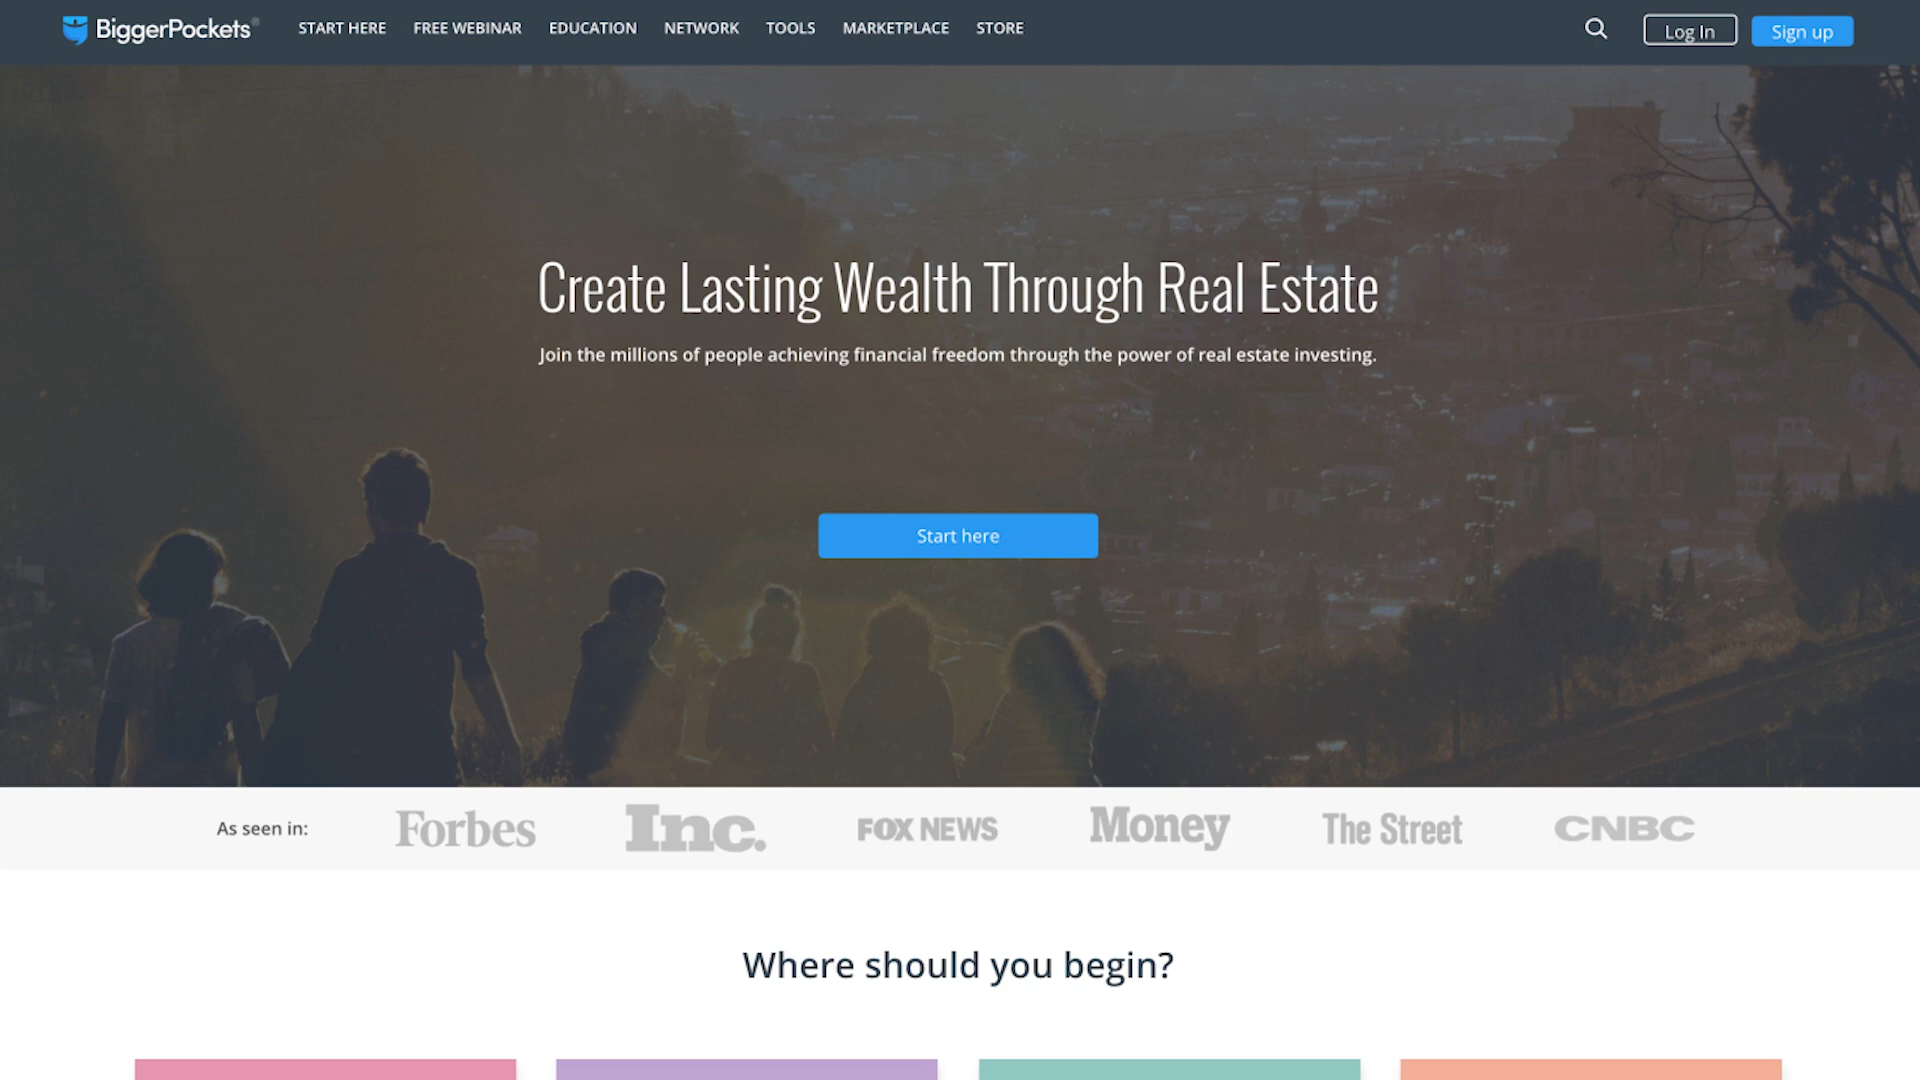 BiggerPockets®
START HERE FREE WEBINAR EDUCATION NETWORK TOOLS MARKETPLACE STORE
Log In Sign up
Create Lasting Wealth Through Real Estate
Join the millions of people achieving financial freedom through the power of real estate investing.
Start here
As seen in: Forbes Inc. FOX NEWS Money The Street CNBC
Where should you begin?